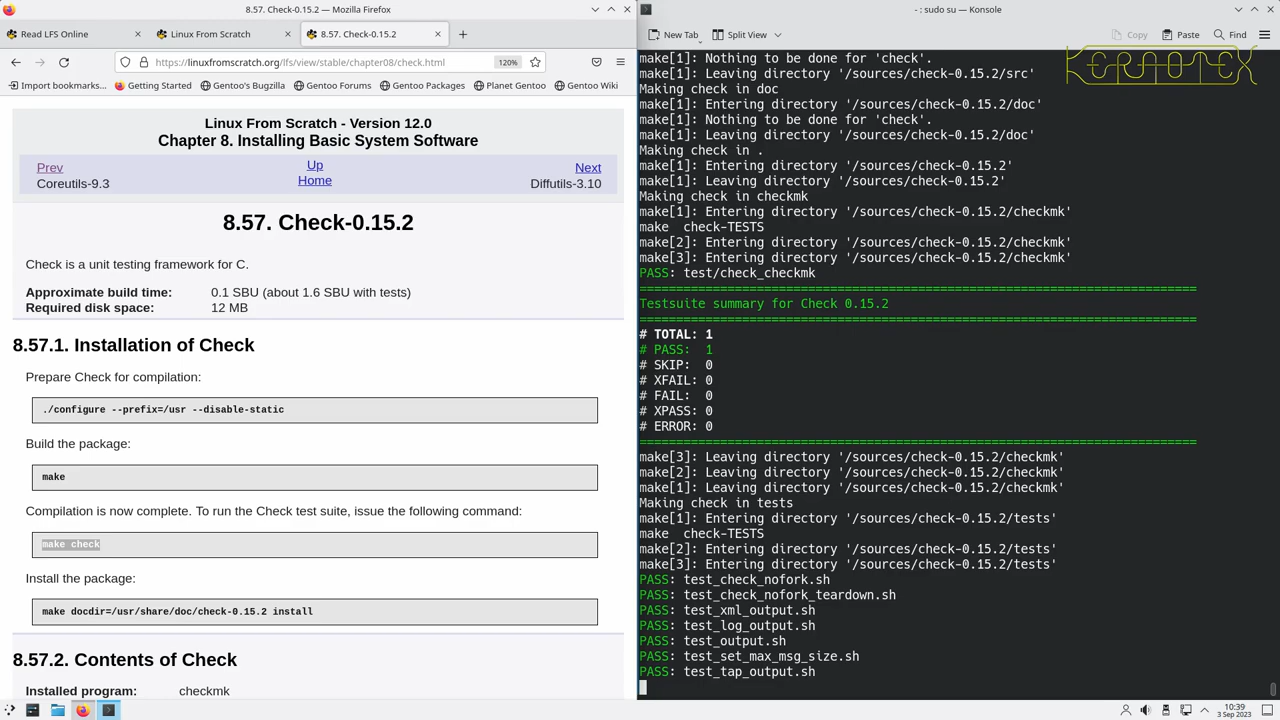 8.57. Check-0.15.2 — Mozilla Firefox
Read LFS Online
Linux From Scratch
8.57. Check-0.15.2
https://linuxfromscratch.org/lfs/view/stable/chapter08/check.html
120%
Import bookmarks...
Getting Started
Gentoo's Bugzilla
Gentoo Forums
Gentoo Packages
Planet Gentoo
Gentoo Wiki
Linux From Scratch - Version 12.0
Chapter 8. Installing Basic System Software
Prev
Up
Next
Coreutils-9.3
Home
Diffutils-3.10
8.57. Check-0.15.2
Check is a unit testing framework for C.
Approximate build time: 0.1 SBU (about 1.6 SBU with tests)
Required disk space: 12 MB
8.57.1. Installation of Check
Prepare Check for compilation:
./configure --prefix=/usr --disable-static
Build the package:
make
Compilation is now complete. To run the Check test suite, issue the following command:
make check
Install the package:
make docdir=/usr/share/doc/check-0.15.2 install
8.57.2. Contents of Check
Installed program: checkmk
- : sudo su — Konsole
New Tab
Split View
Copy
Paste
Find
KERNOTEX
make[1]: Nothing to be done for 'check'.
make[1]: Leaving directory '/sources/check-0.15.2/src'
Making check in doc
make[1]: Entering directory '/sources/check-0.15.2/doc'
make[1]: Nothing to be done for 'check'.
make[1]: Leaving directory '/sources/check-0.15.2/doc'
Making check in .
make[1]: Entering directory '/sources/check-0.15.2'
make[1]: Leaving directory '/sources/check-0.15.2'
Making check in checkmk
make[1]: Entering directory '/sources/check-0.15.2/checkmk'
make  check-TESTS
make[2]: Entering directory '/sources/check-0.15.2/checkmk'
make[3]: Entering directory '/sources/check-0.15.2/checkmk'
PASS: test/check_checkmk
============================================================================
Testsuite summary for Check 0.15.2
============================================================================
# TOTAL: 1
# PASS:  1
# SKIP:  0
# XFAIL: 0
# FAIL:  0
# XPASS: 0
# ERROR: 0
============================================================================
make[3]: Leaving directory '/sources/check-0.15.2/checkmk'
make[2]: Leaving directory '/sources/check-0.15.2/checkmk'
make[1]: Leaving directory '/sources/check-0.15.2/checkmk'
Making check in tests
make[1]: Entering directory '/sources/check-0.15.2/tests'
make  check-TESTS
make[2]: Entering directory '/sources/check-0.15.2/tests'
make[3]: Entering directory '/sources/check-0.15.2/tests'
PASS: test_check_nofork.sh
PASS: test_check_nofork_teardown.sh
PASS: test_xml_output.sh
PASS: test_log_output.sh
PASS: test_output.sh
PASS: test_set_max_msg_size.sh
PASS: test_tap_output.sh
10:39
3 Sep 2023